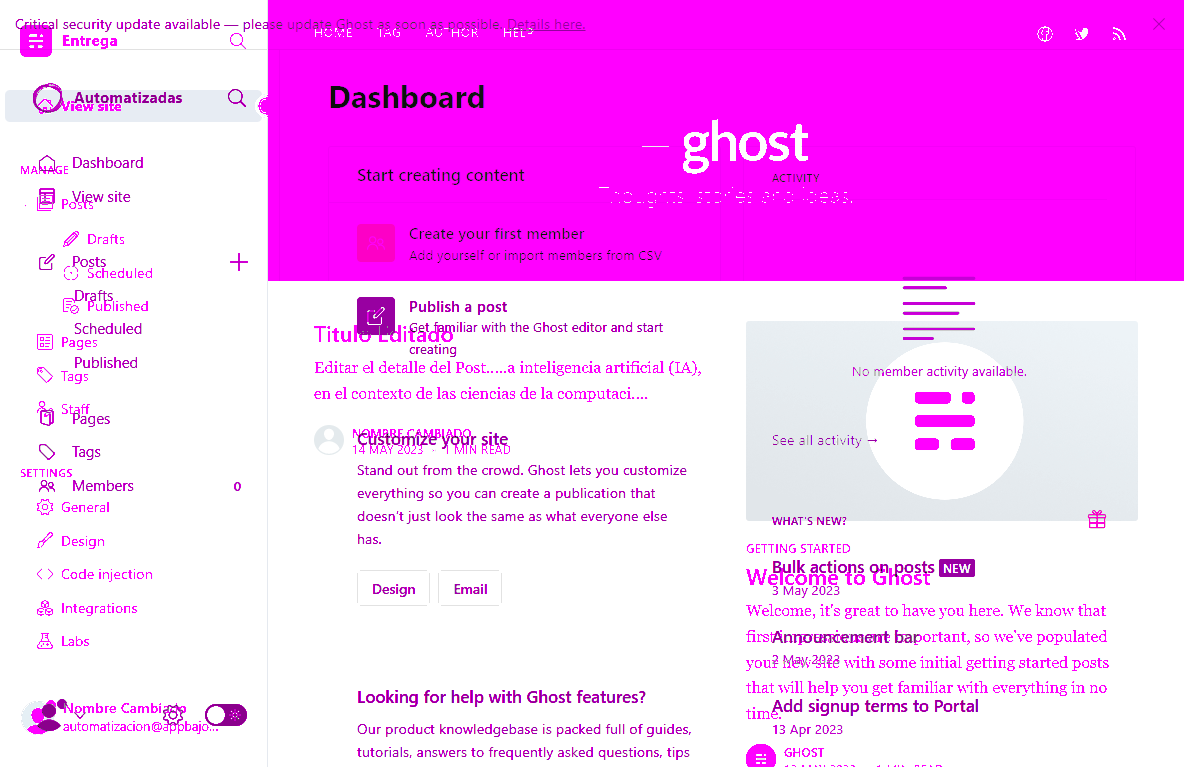 Critical security update available — please update Ghost as soon as possible. Details here.
Entrega
HOME TAG AUTHOR HELP
Automatizadas
View site
Dashboard
ghost
Thoughts, stories and ideas.
Dashboard
MANAGE
View site
Posts
Drafts
Posts
Scheduled
Drafts
Published
Scheduled
Pages
Published
Tags
Staff
Pages
Tags
SETTINGS
Members 0
General
Design
Code injection
Integrations
Labs
Nombre Cambiado
automatizacion@appbajo...
Start creating content
Create your first member
Add yourself or import members from CSV
Publish a post
Get familiar with the Ghost editor and start
creating
Titulo Editado
Editar el detalle del Post.....a inteligencia artificial (IA),
en el contexto de las ciencias de la computaci....
NOMBRE CAMBIADO
14 MAY 2023 · 1 MIN READ
Customize your site
Stand out from the crowd. Ghost lets you customize
everything so you can create a publication that
doesn't just look the same as what everyone else
has.
Design Email
Looking for help with Ghost features?
Our product knowledgebase is packed full of guides,
tutorials, answers to frequently asked questions, tips
ACTIVITY
No member activity available.
See all activity →
WHAT'S NEW?
GETTING STARTED
Bulk actions on posts NEW
3 May 2023
Welcome to Ghost
Welcome, it's great to have you here. We know that
first impressions are important, so we've populated
your new site with some initial getting started posts
that will help you get familiar with everything in no
time.
Announcement bar
2 May 2023
Add signup terms to Portal
13 Apr 2023
GHOST
13 MAY 2023 · 1 MIN READ